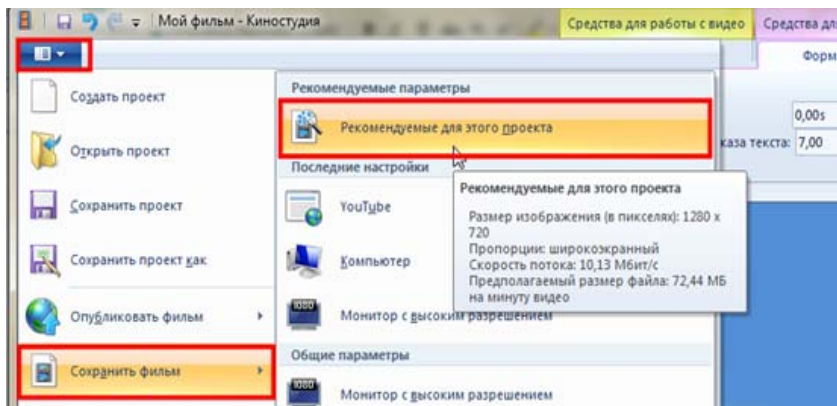 Мой фильм - Киностудия
Средства для работы с видео
Средства для
Форм
Создать проект
Открыть проект
Сохранить проект
Сохранить проект как
Опубликовать фильм
Сохранить фильм
Рекомендуемые параметры
Рекомендуемые для этого проекта
Последние настройки
YouTube
Компьютер
1080
Монитор с высоким разрешением
Общие параметры
1080
Монитор с высоким разрешением
Рекомендуемые для этого проекта
Размер изображения (в пикселях): 1280 x
720
Пропорции: широкоэкранный
Скорость потока: 10,13 Мбит/с
Предполагаемый размер файла: 72,44 МБ
на минуту видео
0,00s
каза текста: 7,00